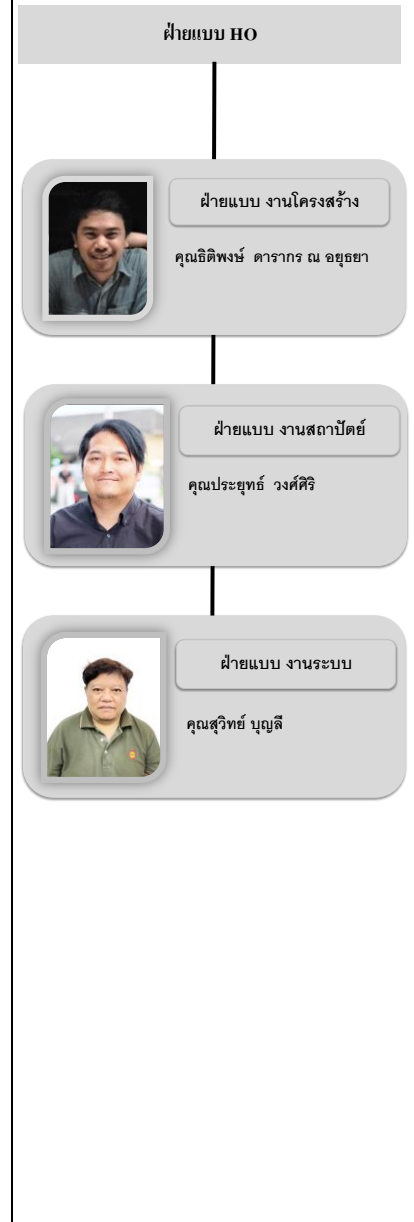 ฝ่ายแบบ HO
ฝ่ายแบบ งานโครงสร้าง
คุณธิติพงษ์ ดารากร ณ อยุธยา
ฝ่ายแบบ งานสถาปัตย์
คุณประยุทธ์ วงศ์ศิริ
ฝ่ายแบบ งานระบบ
คุณสุวิทย์ บุญลี